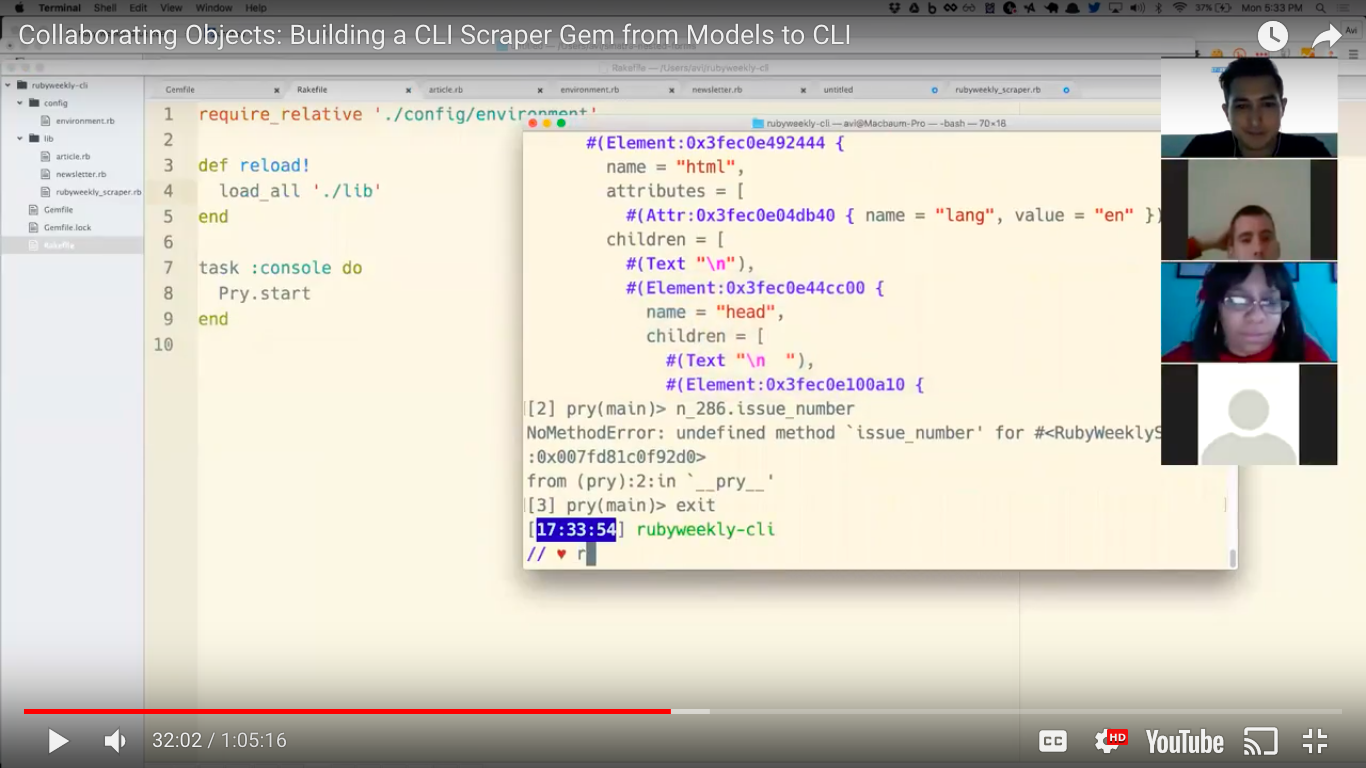 Terminal Shell Edit View Window Help
37% Mon 5:33 PM
Collaborating Objects: Building a CLI Scraper Gem from Models to CLI
Avi
Rakefile — /Users/avi/rubyweekly-cli
rubyweekly-cli
config
environment.rb
lib
article.rb
newsletter.rb
rubyweekly_scraper.rb
Gemfile
Gemfile.lock
Rakefile
Gemfile Rakefile article.rb environment.rb newsletter.rb untitled rubyweekly_scraper.rb
1 require_relative './config/environment'
2
3 def reload!
4 load_all './lib'
5 end
6
7 task :console do
8 Pry.start
9 end
10
rubyweekly-cli — avi@Macbaum-Pro — -bash — 70×16
#(Element:0x3fec0e492444 {
name = "html",
attributes = [
#(Attr:0x3fec0e04db40 { name = "lang", value = "en" })
children = [
#(Text "\n"),
#(Element:0x3fec0e44cc00 {
name = "head",
children = [
#(Text "\n  "),
#(Element:0x3fec0e100a10 {
[2] pry(main)> n_286.issue_number
NoMethodError: undefined method `issue_number' for #<RubyWeeklyS
:0x007fd81c0f92d0>
from (pry):2:in `__pry__'
[3] pry(main)> exit
[17:33:54] rubyweekly-cli
// ♥ r
32:02 / 1:05:16
CC HD YouTube